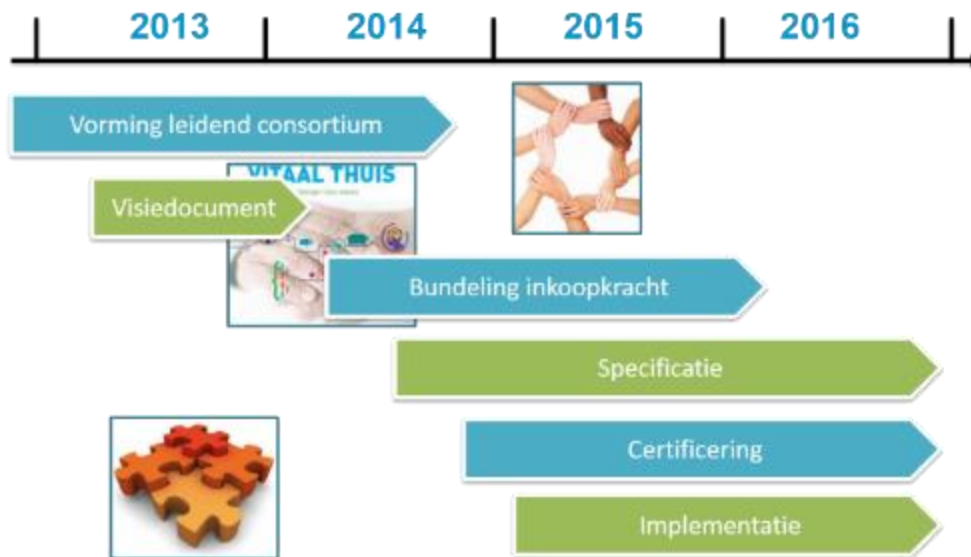 2013 2014 2015 2016
Vorming leidend consortium
VITAAL THUIS
Visiedocument
Bundeling inkoopkracht
Specificatie
Certificering
Implementatie